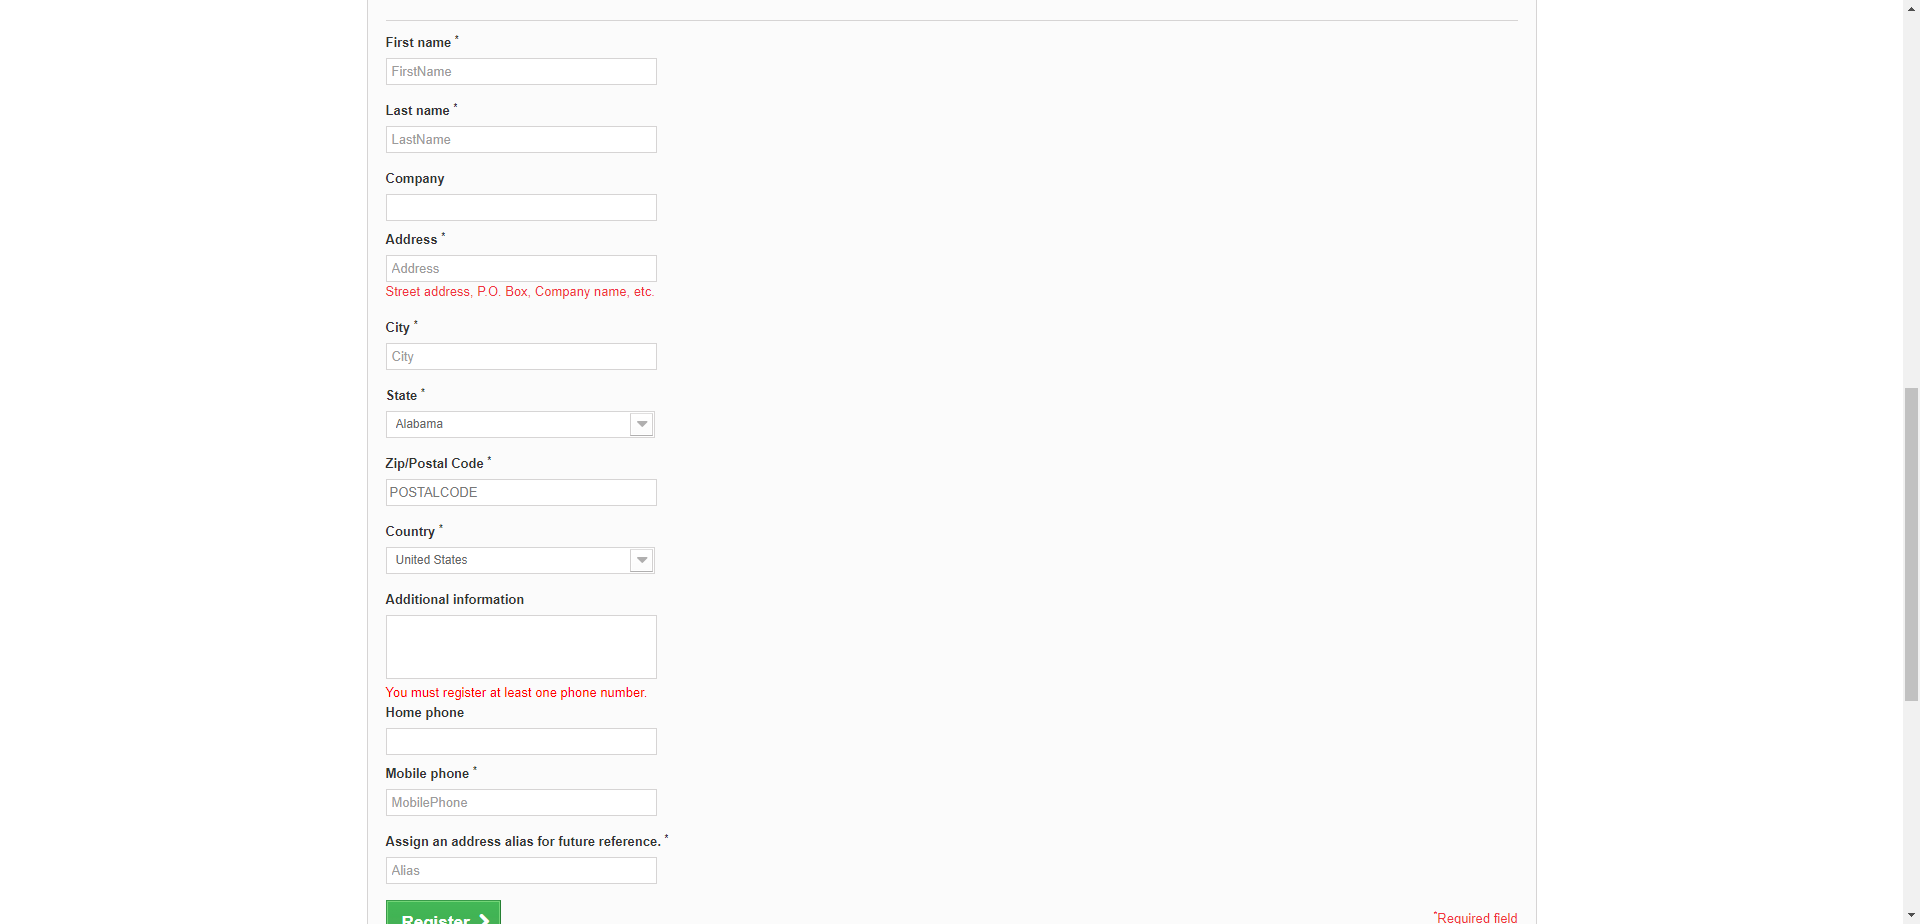 First name *
FirstName
Last name *
LastName
Company
Address *
Address
Street address, P.O. Box, Company name, etc.
City *
City
State *
Alabama
Zip/Postal Code *
POSTALCODE
Country *
United States
Additional information
You must register at least one phone number.
Home phone
Mobile phone *
MobilePhone
Assign an address alias for future reference. *
Alias
Register
*Required field